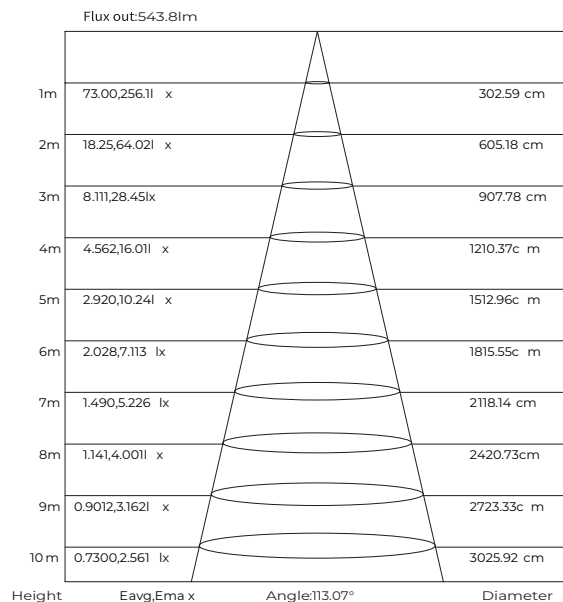 Flux out:543.8lm
1m 73.00,256.1l x 302.59 cm
2m 18.25,64.02l x 605.18 cm
3m 8.111,28.45lx 907.78 cm
4m 4.562,16.01l x 1210.37c m
5m 2.920,10.24l x 1512.96c m
6m 2.028,7.113 lx 1815.55c m
7m 1.490,5.226 lx 2118.14 cm
8m 1.141,4.001l x 2420.73cm
9m 0.9012,3.162l x 2723.33c m
10 m 0.7300,2.561 lx 3025.92 cm
Height Eavg,Ema x Angle:113.07° Diameter